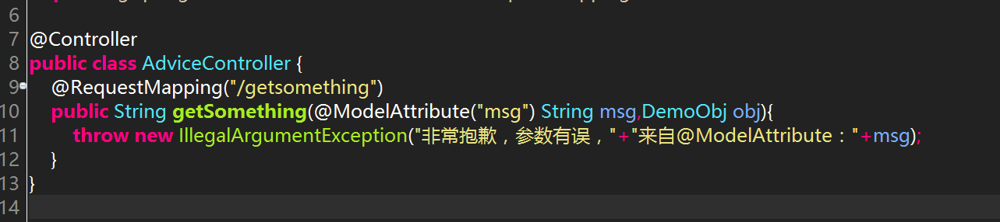 6
7 @Controller
8 public class AdviceController {
9 @RequestMapping("/getsomething")
10 public String getSomething(@ModelAttribute("msg") String msg,DemoObj obj){
11 throw new IllegalArgumentException("非常抱歉，参数有误，"+"来自@ModelAttribute："+msg);
12 }
13 }
14